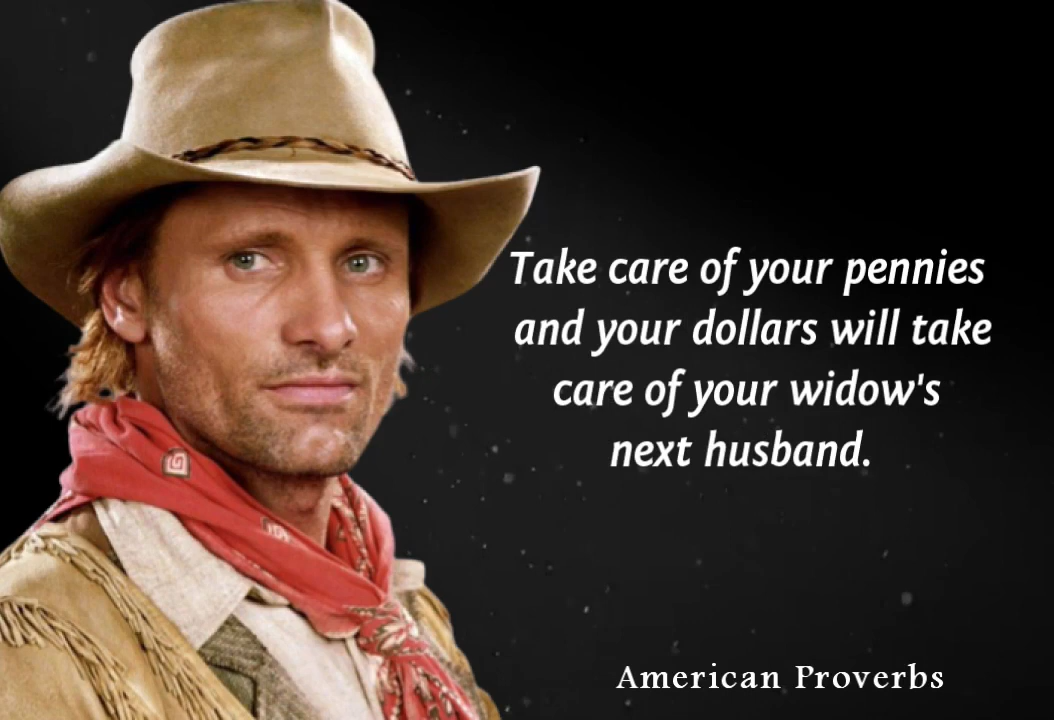 Take care of your pennies
and your dollars will take
care of your widow's
next husband.
American Proverbs